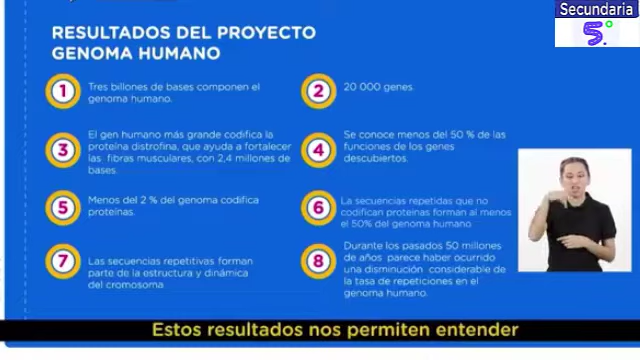 Secundaria
5.°
RESULTADOS DEL PROYECTO
GENOMA HUMANO
1
Tres billones de bases componen el
genoma humano.
2
20 000 genes
3
El gen humano más grande codifica la
proteína distrofina, que ayuda a fortalecer
las fibras musculares, con 2,4 millones de
bases.
4
Se conoce menos del 50 % de las
funciones de los genes
descubiertos.
5
Menos del 2 % del genoma codifica
proteínas.
6
La secuencias repetidas que no
codifican proteínas forman al menos
el 50% del genoma humano
7
Las secuencias repetitivas forman
parte de la estructura y dinámica
del cromosoma
8
Durante los pasados 50 millones
de años parece haber ocurrido
una disminución considerable de
la tasa de repeticiones en el
genoma humano.
Estos resultados nos permiten entender